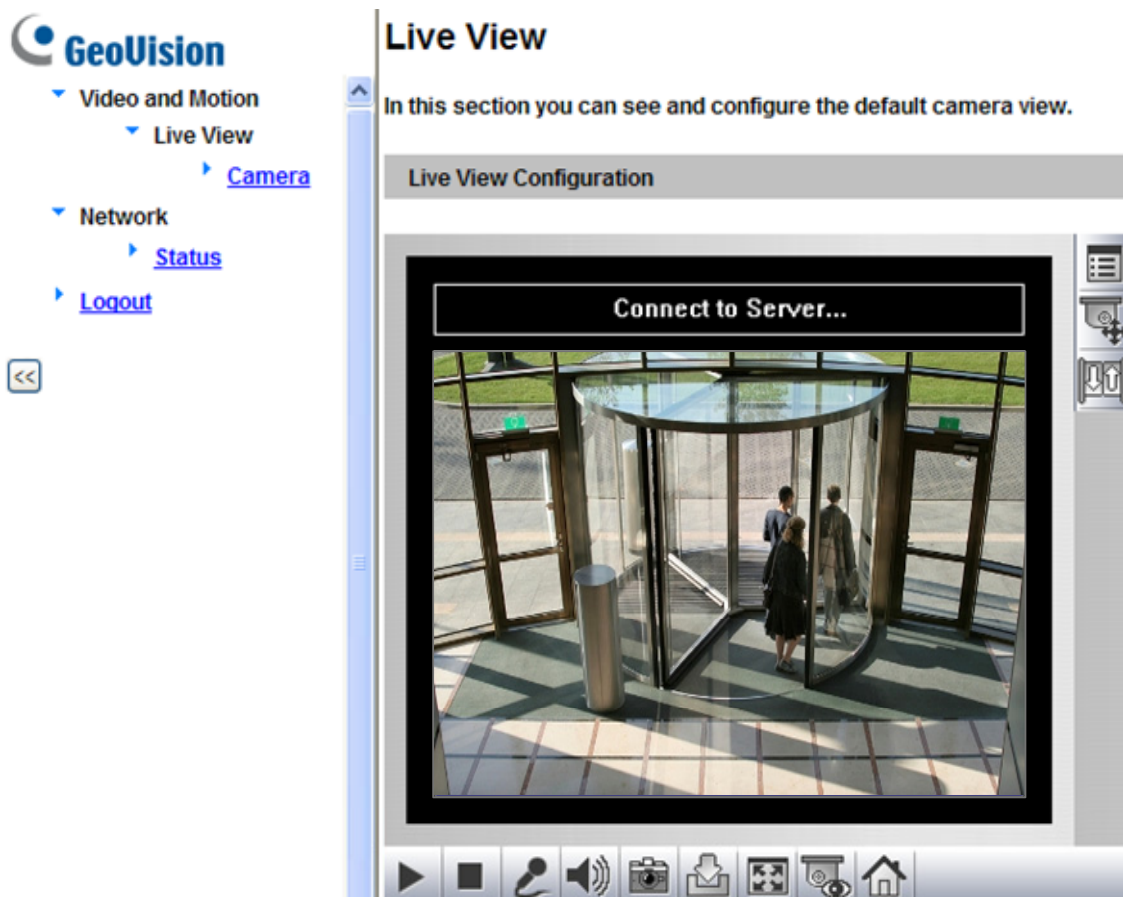 GeoVision
Video and Motion
Live View
Camera
Network
Status
Logout
<<
Live View
In this section you can see and configure the default camera view.
Live View Configuration
Connect to Server...